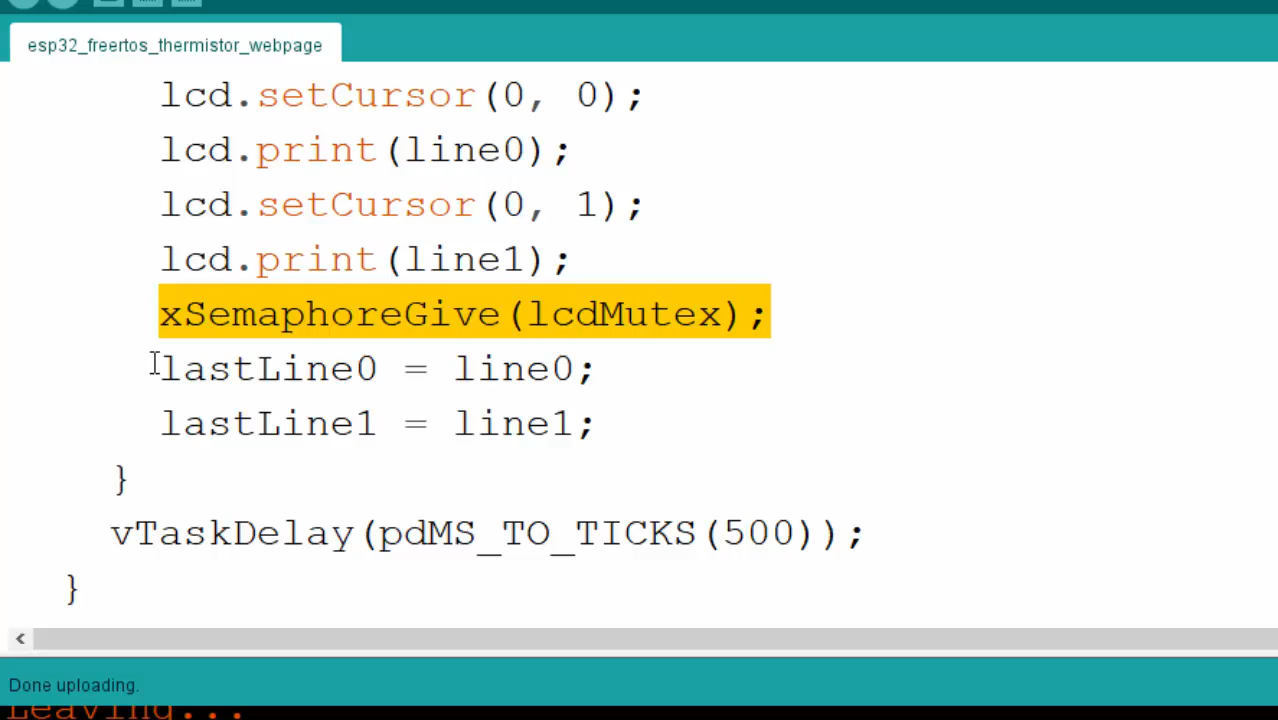 esp32_freertos_thermistor_webpage
lcd.setCursor(0, 0);
lcd.print(line0);
lcd.setCursor(0, 1);
lcd.print(line1);
xSemaphoreGive(lcdMutex);
lastLine0 = line0;
lastLine1 = line1;
}
vTaskDelay(pdMS_TO_TICKS(500));
}
Done uploading.
Leaving...